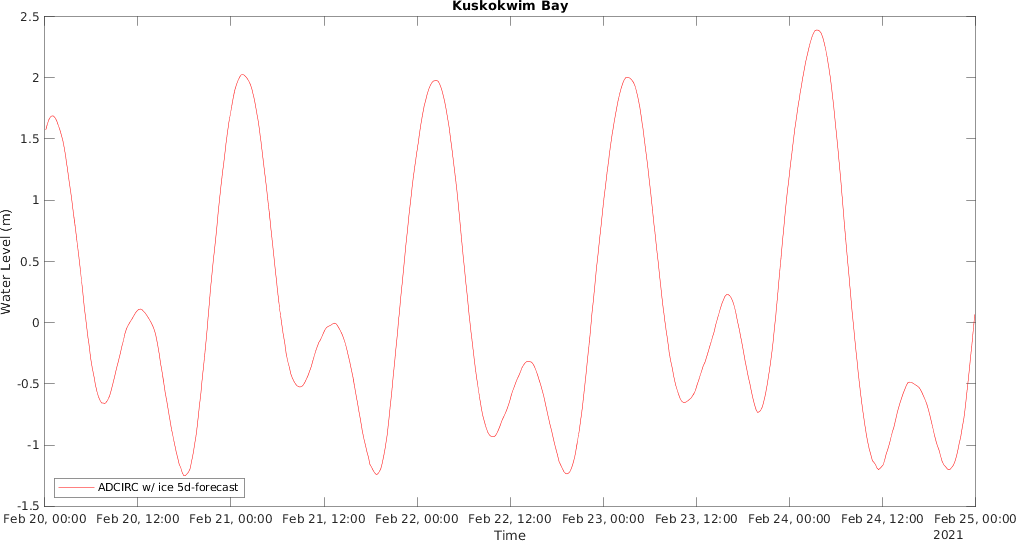 Kuskokwim Bay
2.5
2
1.5
1
0.5
0
-0.5
-1
-1.5
Water Level (m)
ADCIRC w/ ice 5d-forecast
Feb 20, 00:00 Feb 20, 12:00 Feb 21, 00:00 Feb 21, 12:00 Feb 22, 00:00 Feb 22, 12:00 Feb 23, 00:00 Feb 23, 12:00 Feb 24, 00:00 Feb 24, 12:00 Feb 25, 00:00
2021
Time